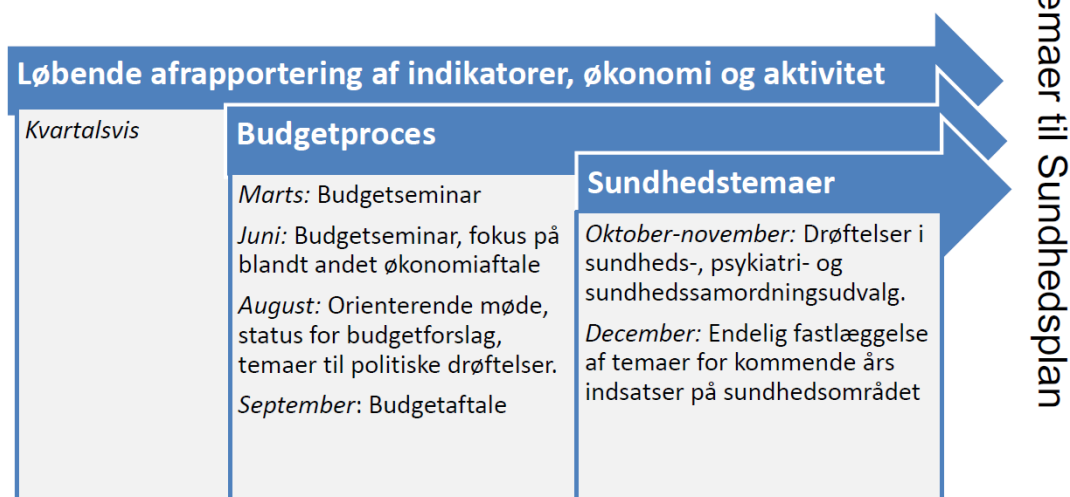 Løbende afrapportering af indikatorer, økonomi og aktivitet
Kvartalsvis
Budgetproces
Marts: Budgetseminar
Juni: Budgetseminar, fokus på
blandt andet økonomiaftale
August: Orienterende møde,
status for budgetforslag,
temaer til politiske drøftelser.
September: Budgetaftale
Sundhedstemaer
Oktober-november: Drøftelser i
sundheds-, psykiatri- og
sundhedssamordningsudvalg.
December: Endelig fastlæggelse
af temaer for kommende års
indsatser på sundhedsområdet
til Sundhedsplan